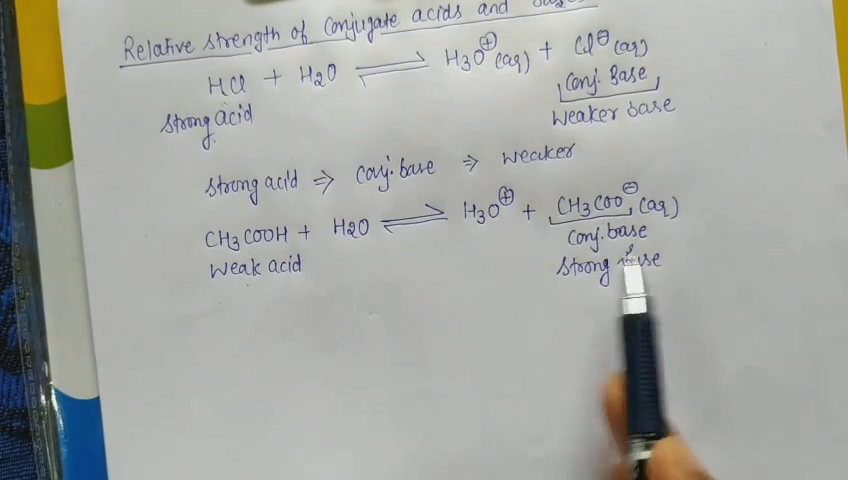 Relative strength of Conjugate acids and
HCl + H2O ⇌ H3O⊕(aq) + Cl⊖(aq)
Strong acid
Conj. Base
Weaker base
Strong acid ⇒ Conj. base ⇒ Weaker
CH3COOH + H2O ⇌ H3O⊕ + CH3COO⊖(aq)
Weak acid
Conj. base
Strong